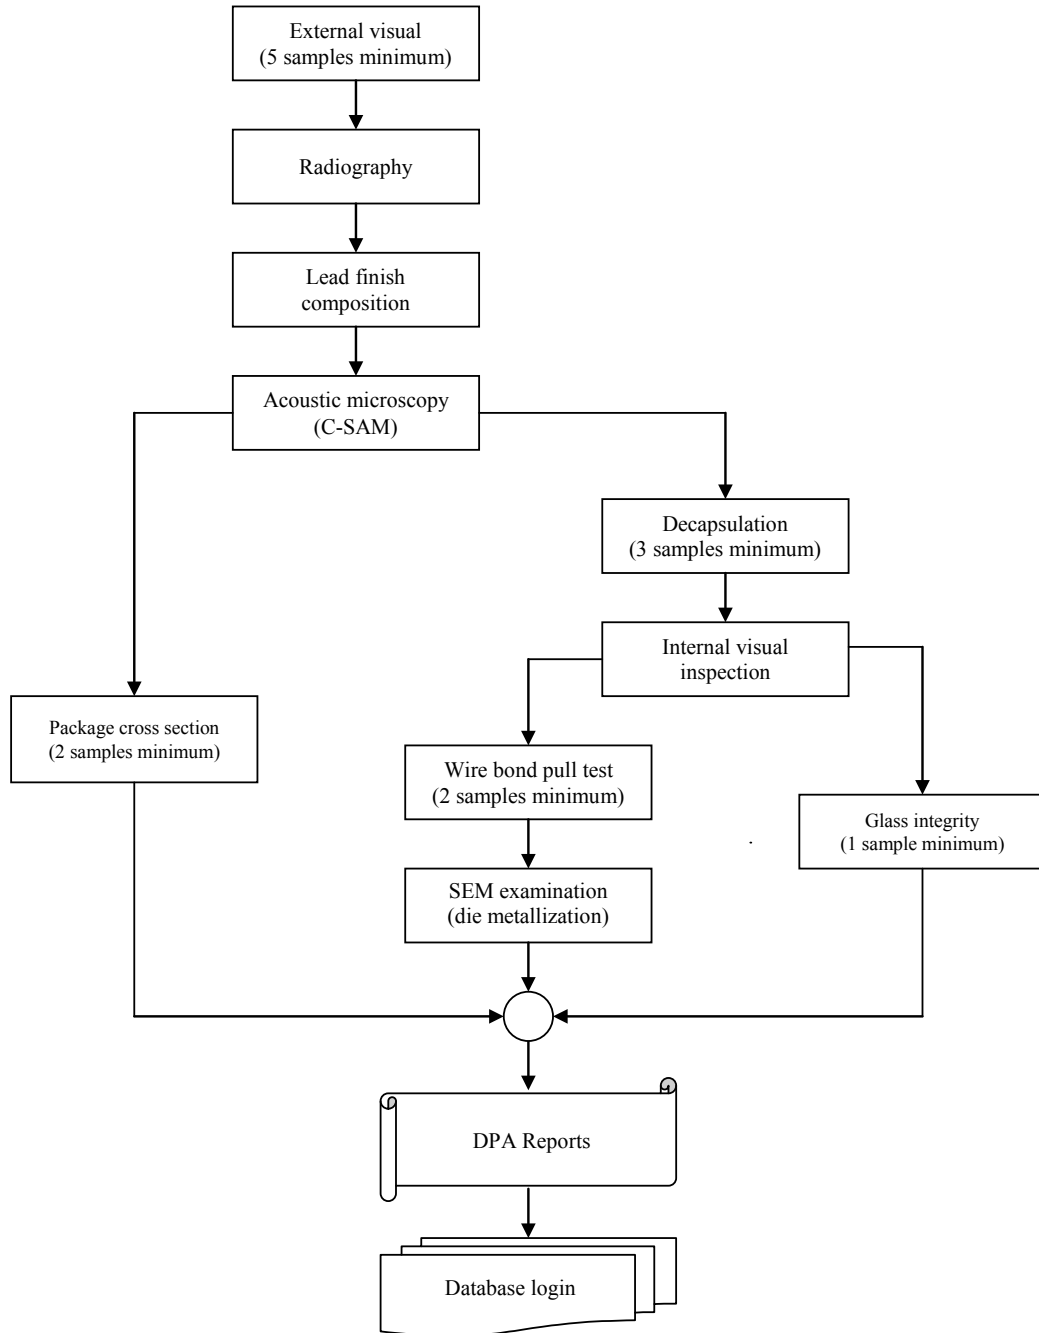 External visual
(5 samples minimum)
Radiography
Lead finish
composition
Acoustic microscopy
(C-SAM)
Decapsulation
(3 samples minimum)
Internal visual
inspection
Package cross section
(2 samples minimum)
Wire bond pull test
(2 samples minimum)
Glass integrity
(1 sample minimum)
SEM examination
(die metallization)
DPA Reports
Database login